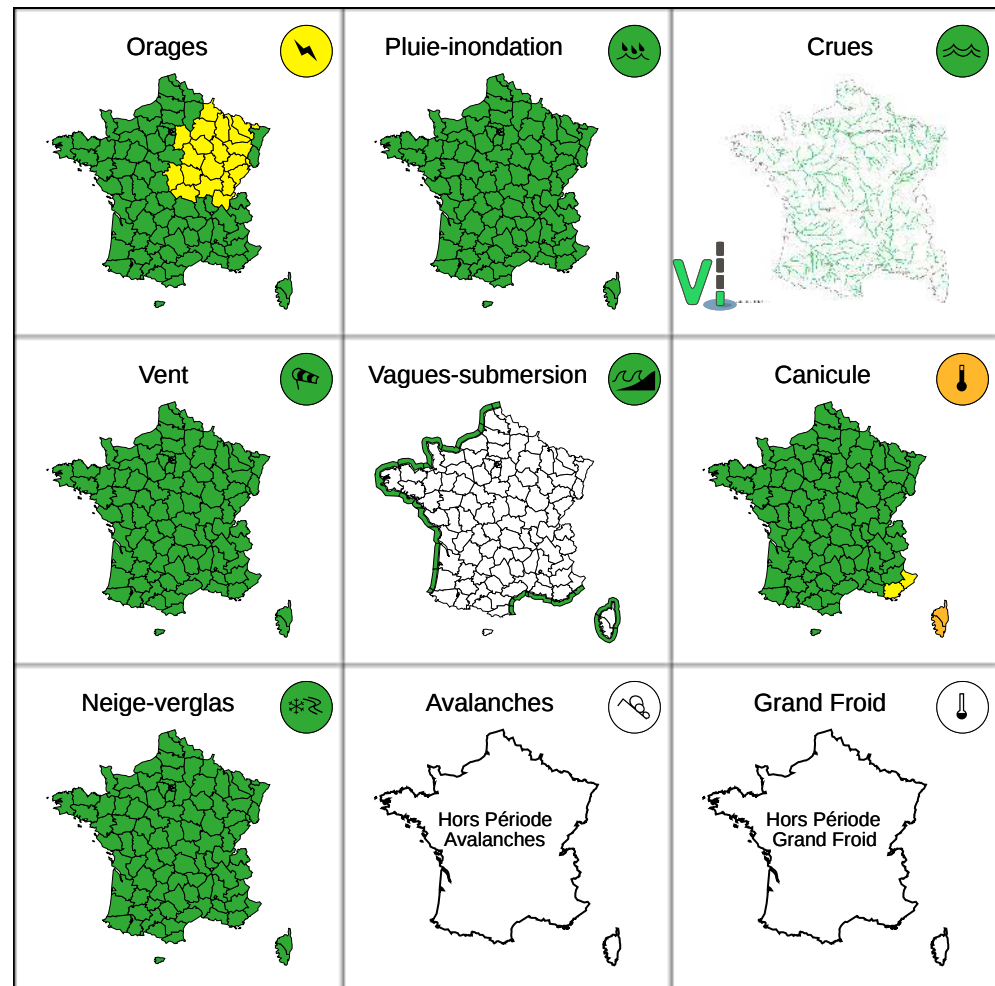 Orages
Pluie-inondation
Crues
Vi
Vent
Vagues-submersion
Canicule
Neige-verglas
Avalanches
Grand Froid
Hors Période
Avalanches
Hors Période
Grand Froid